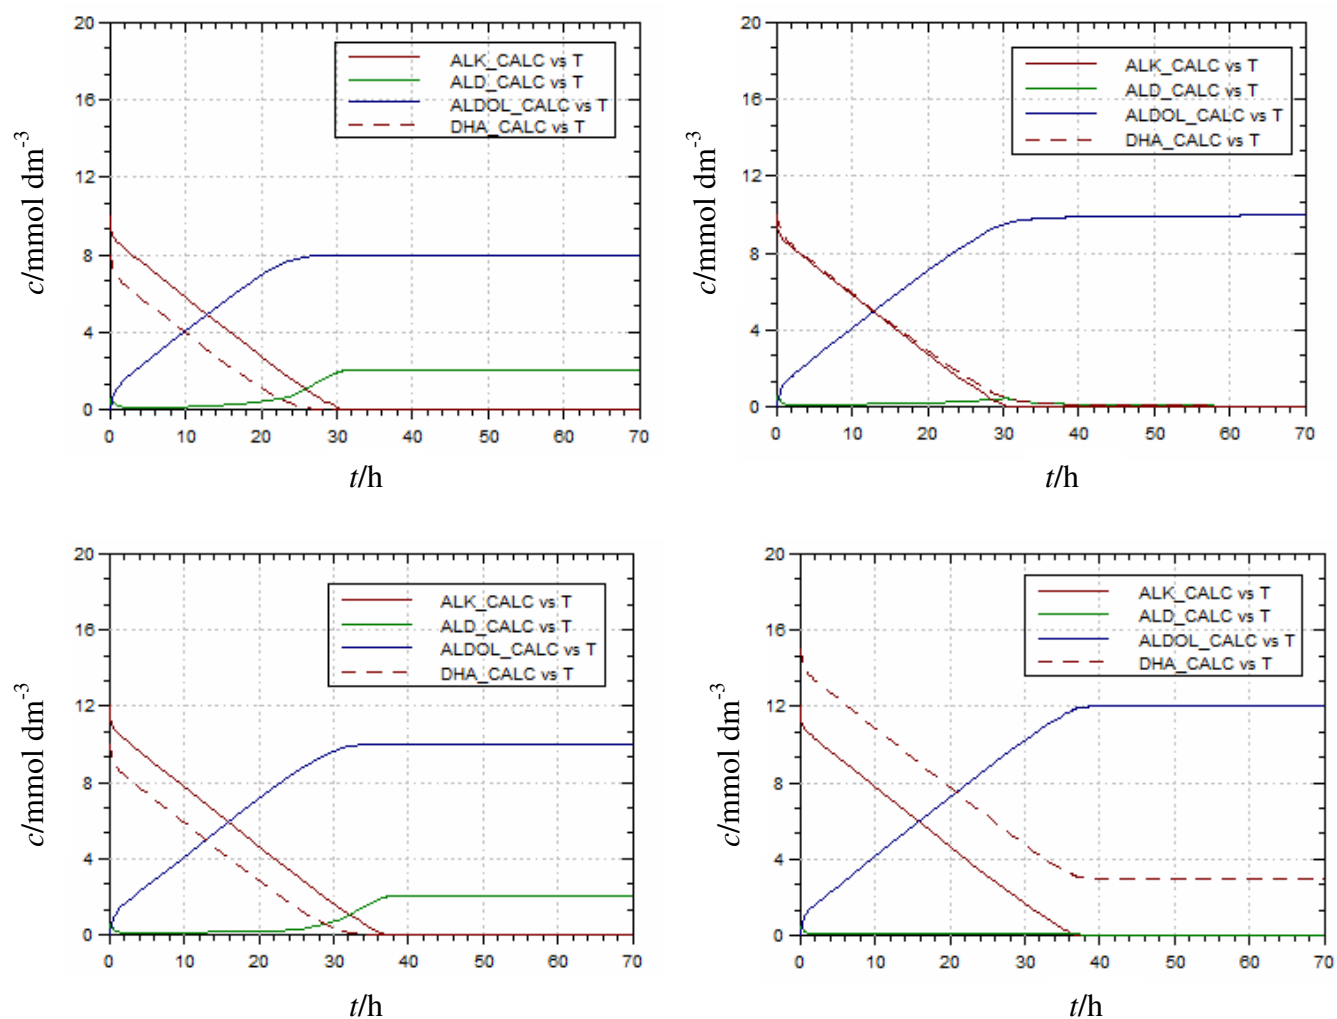 20
16
12
8
4
0
c/mmol dm⁻³
ALK_CALC vs T
ALD_CALC vs T
ALDOL_CALC vs T
DHA_CALC vs T
0 10 20 30 40 50 60 70
t/h
20
16
12
8
4
0
c/mmol dm⁻³
ALK_CALC vs T
ALD_CALC vs T
ALDOL_CALC vs T
DHA_CALC vs T
0 10 20 30 40 50 60 70
t/h
20
16
12
8
4
0
c/mmol dm⁻³
ALK_CALC vs T
ALD_CALC vs T
ALDOL_CALC vs T
DHA_CALC vs T
0 10 20 30 40 50 60 70
t/h
20
16
12
8
4
0
c/mmol dm⁻³
ALK_CALC vs T
ALD_CALC vs T
ALDOL_CALC vs T
DHA_CALC vs T
0 10 20 30 40 50 60 70
t/h